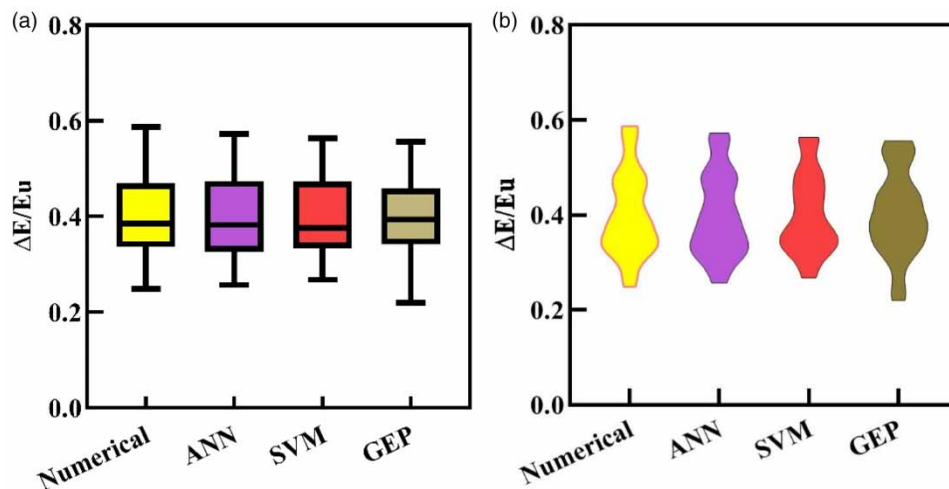 (a)
0.8
0.6
0.4
0.2
0.0
ΔE/Eu
Numerical
ANN
SVM
GEP
(b)
0.8
0.6
0.4
0.2
0.0
ΔE/Eu
Numerical
ANN
SVM
GEP